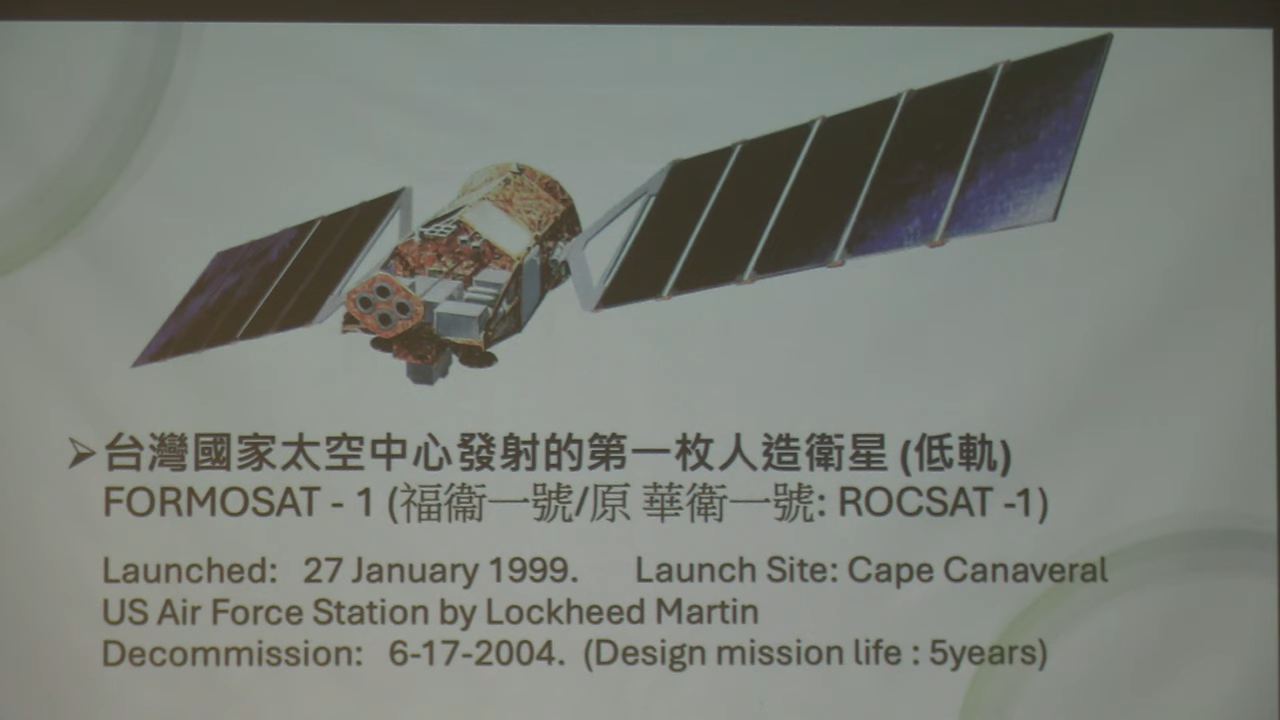 台灣國家太空中心發射的第一枚人造衛星 (低軌)
FORMOSAT - 1 (福衞一號/原 華衛一號: ROCSAT -1)
Launched: 27 January 1999. Launch Site: Cape Canaveral
US Air Force Station by Lockheed Martin
Decommission: 6-17-2004. (Design mission life : 5years)